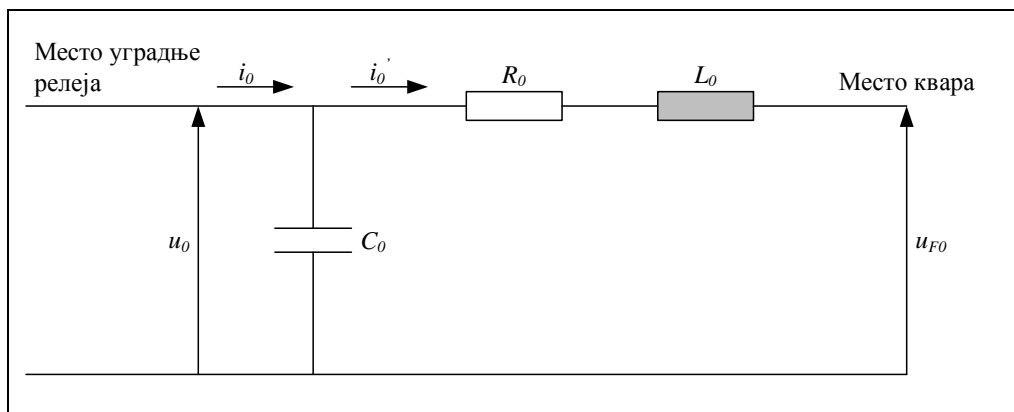 Место уградње
релеја
i0
i0'
R0
L0
Место квара
u0
C0
uF0